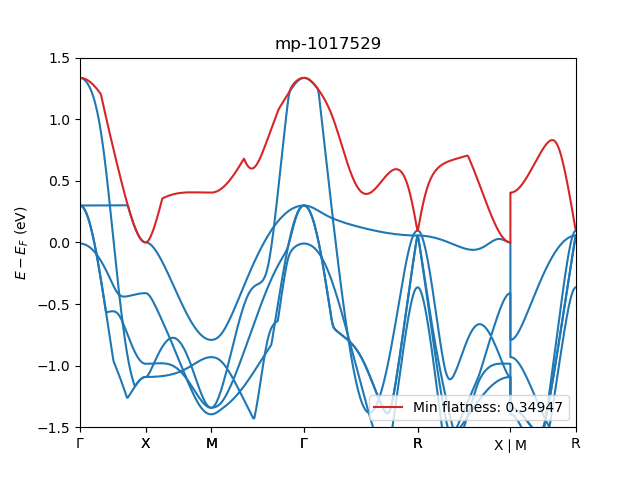 mp-1017529
E − E_F (eV)
1.5
1.0
0.5
0.0
−0.5
−1.0
−1.5
Min flatness: 0.34947
Γ X M Γ R X | M R